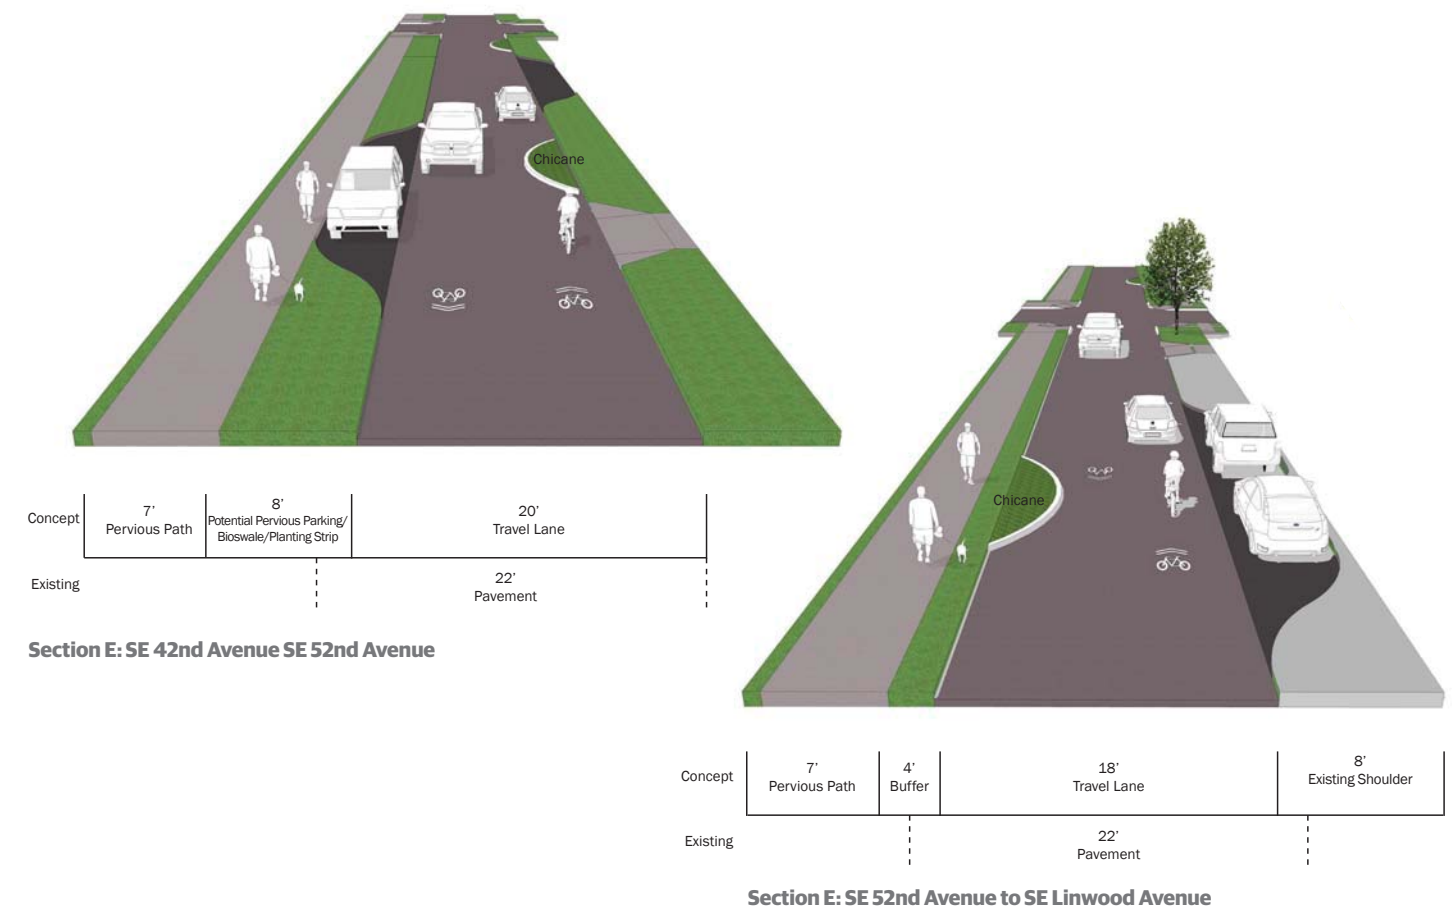 Chicane
Concept
7’
Pervious Path
8’
Potential Pervious Parking/
Bioswale/Planting Strip
20’
Travel Lane
Existing
22’
Pavement
Section E: SE 42nd Avenue SE 52nd Avenue
Chicane
Concept
7’
Pervious Path
4’
Buffer
18’
Travel Lane
8’
Existing Shoulder
Existing
22’
Pavement
Section E: SE 52nd Avenue to SE Linwood Avenue